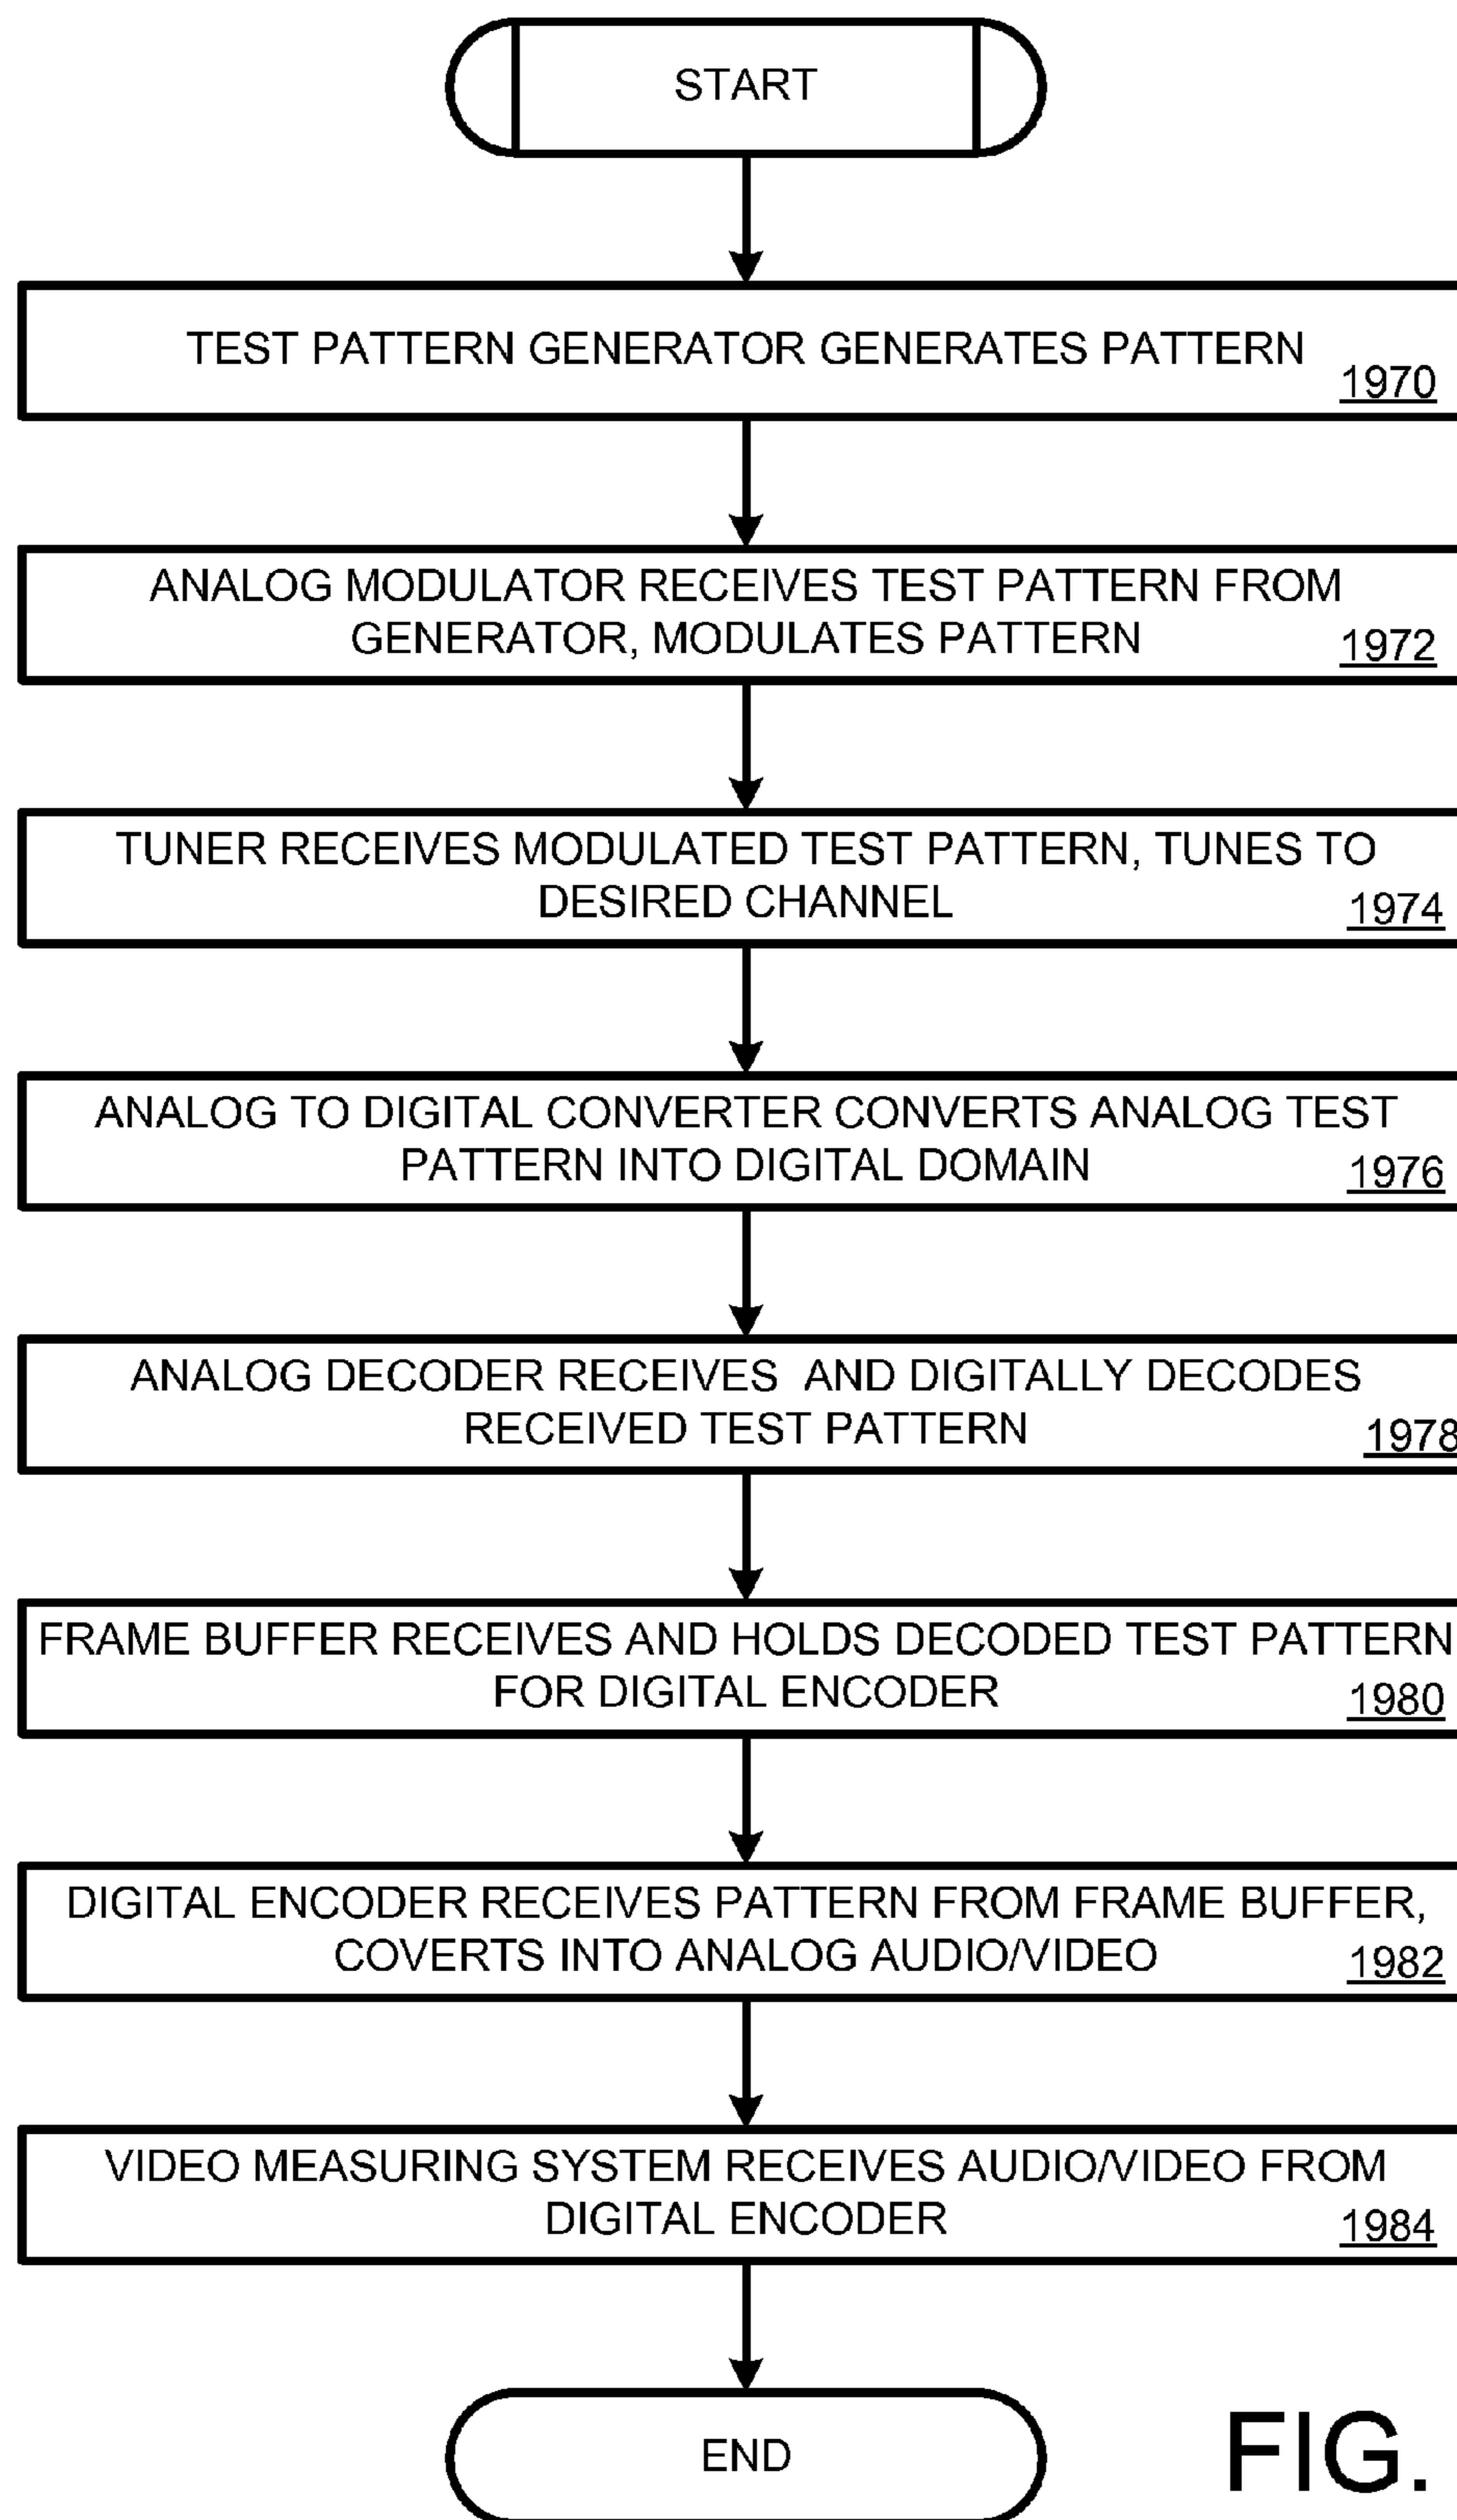 START
TEST PATTERN GENERATOR GENERATES PATTERN
1970
ANALOG MODULATOR RECEIVES TEST PATTERN FROM
GENERATOR, MODULATES PATTERN
1972
TUNER RECEIVES MODULATED TEST PATTERN, TUNES TO
DESIRED CHANNEL
1974
ANALOG TO DIGITAL CONVERTER CONVERTS ANALOG TEST
PATTERN INTO DIGITAL DOMAIN
1976
ANALOG DECODER RECEIVES AND DIGITALLY DECODES
RECEIVED TEST PATTERN
1978
FRAME BUFFER RECEIVES AND HOLDS DECODED TEST PATTERN
FOR DIGITAL ENCODER
1980
DIGITAL ENCODER RECEIVES PATTERN FROM FRAME BUFFER,
COVERTS INTO ANALOG AUDIO/VIDEO
1982
VIDEO MEASURING SYSTEM RECEIVES AUDIO/VIDEO FROM
DIGITAL ENCODER
1984
END
FIG.